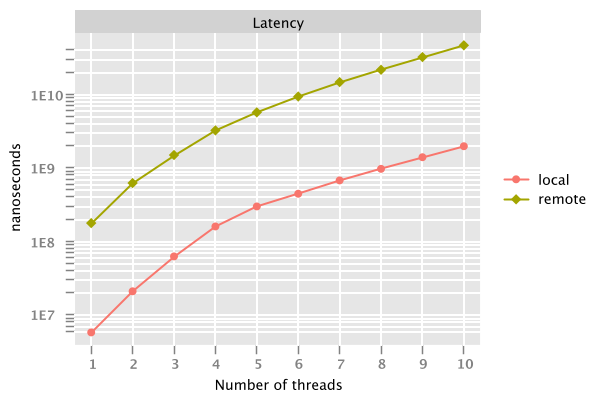 Latency
nanoseconds
1E10
1E9
1E8
1E7
1 2 3 4 5 6 7 8 9 10
Number of threads
local
remote